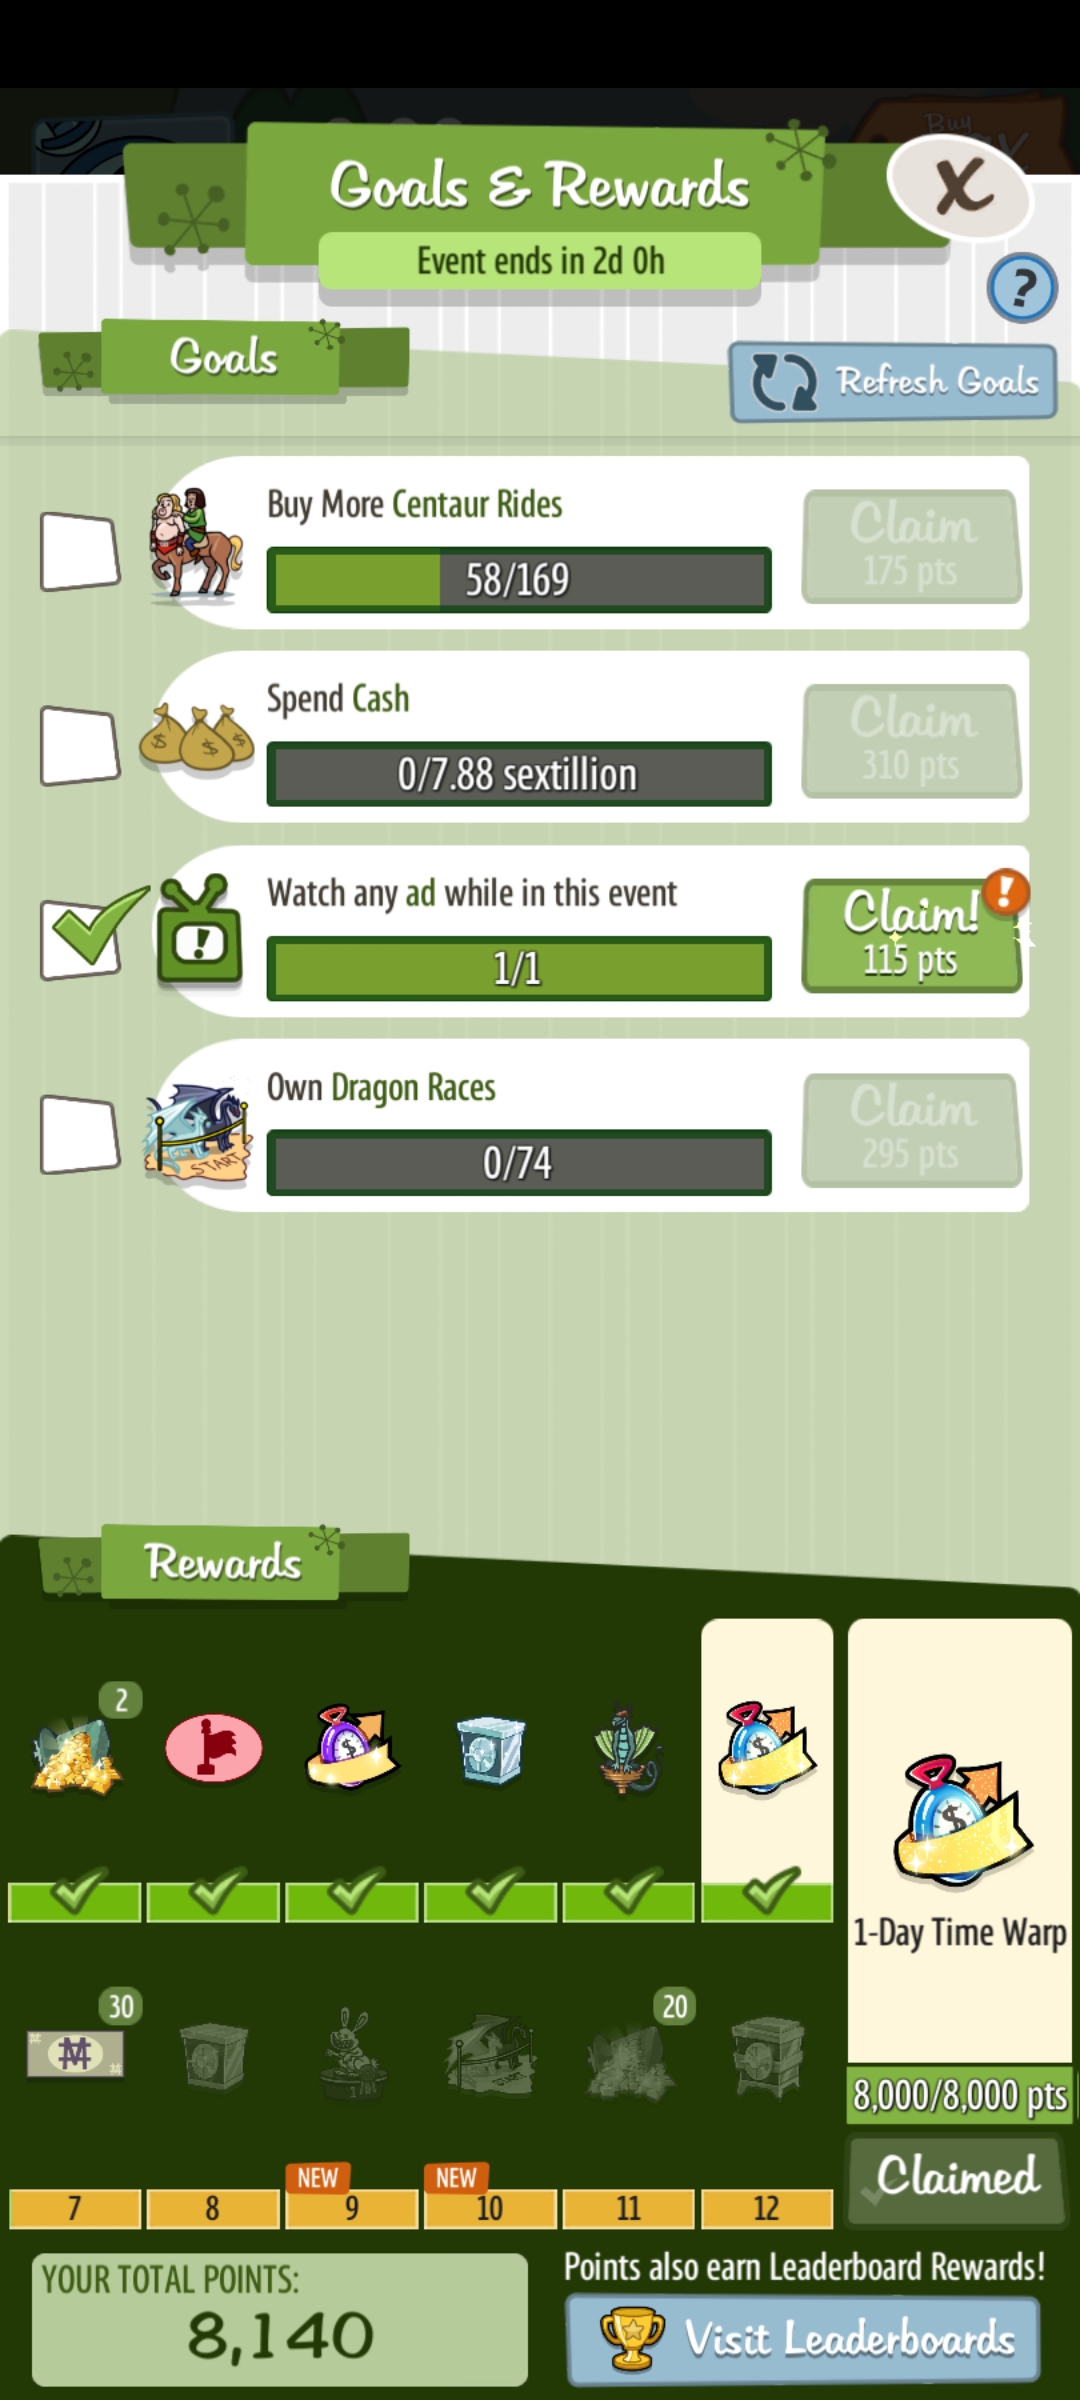 Buy
Goals & Rewards
X
Event ends in 2d 0h
?
Goals
Refresh Goals
Buy More Centaur Rides
58/169
Claim
175 pts
Spend Cash
0/7.88 sextillion
Claim
310 pts
Watch any ad while in this event
1/1
Claim!
115 pts
Own Dragon Races
0/74
START
Claim
295 pts
Rewards
2
1-Day Time Warp
30
20
8,000/8,000 pts
Claimed
NEW
NEW
7
8
9
10
11
12
YOUR TOTAL POINTS:
8,140
Points also earn Leaderboard Rewards!
Visit Leaderboards